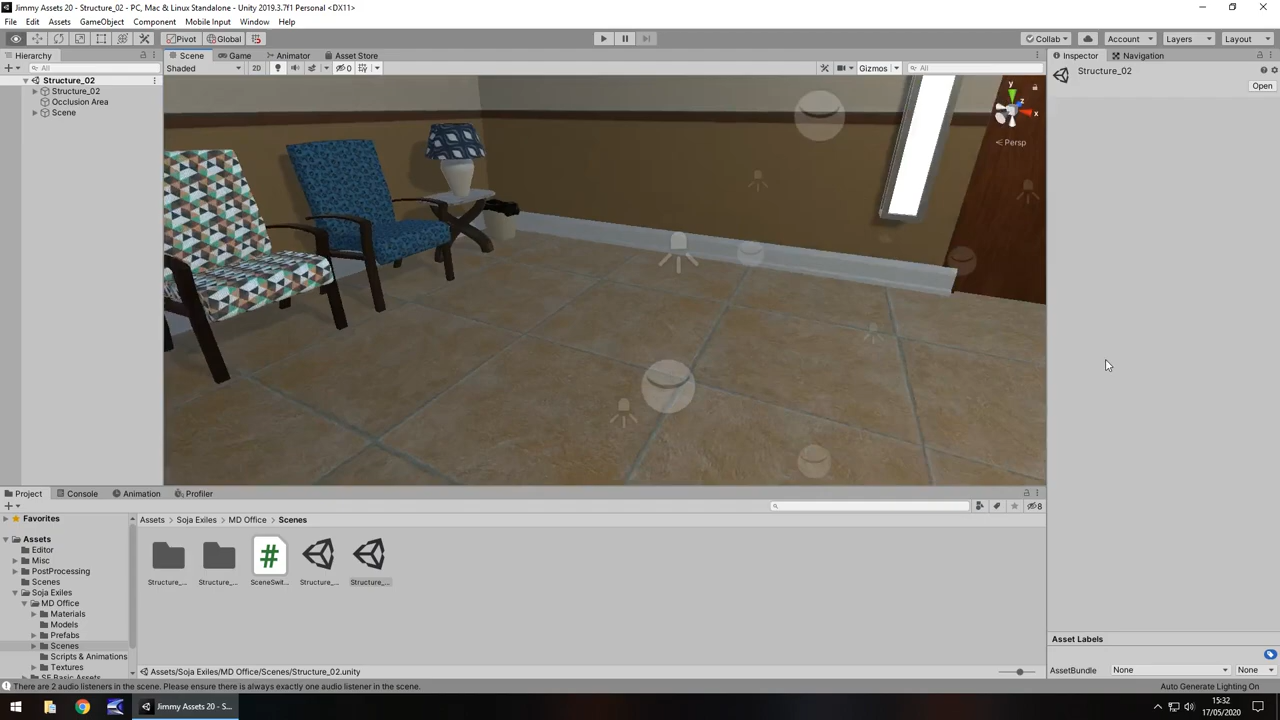 Jimmy Assets 20 - Structure_02 - PC, Mac & Linux Standalone - Unity 2019.3.7f1 Personal <DX11>
File Edit Assets GameObject Component Mobile Input Window Help
Pivot Global Collab Account Layers Layout
Hierarchy Scene Game Animator Asset Store Inspector Navigation
All Shaded 2D 0 Gizmos All
Structure_02
Structure_02
Open
Structure_02
Occlusion Area
Scene
y
z
x
Persp
Project Console Animation Profiler
8
Favorites
Assets
Editor
Misc
PostProcessing
Scenes
Soja Exiles
MD Office
Materials
Models
Prefabs
Scenes
Scripts & Animations
Textures
SF Basic Assets
Assets > Soja Exiles > MD Office > Scenes
#
Structure_... Structure_... SceneSwit... Structure_... Structure_...
Assets/Soja Exiles/MD Office/Scenes/Structure_02.unity
Asset Labels
AssetBundle None None
There are 2 audio listeners in the scene. Please ensure there is always exactly one audio listener in the scene.
Auto Generate Lighting On
Jimmy Assets 20 - S...
15:32
17/05/2020